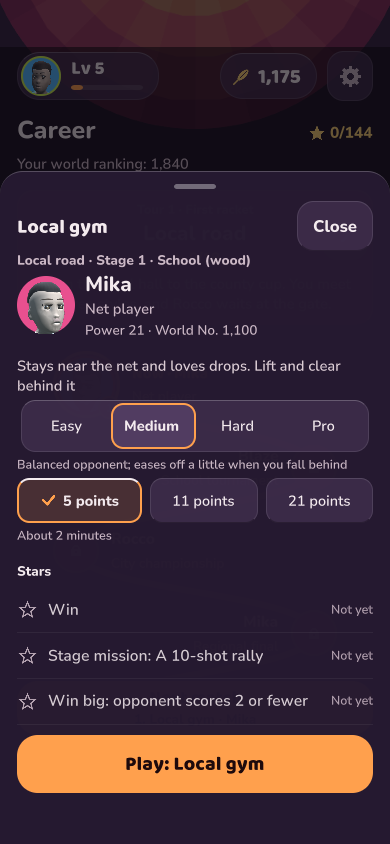 Lv 5
1,175
Career
0/144
Your world ranking: 1,840
Local gym
Close
Local road · Stage 1 · School (wood)
Mika
Net player
Power 21 · World No. 1,100
Stays near the net and loves drops. Lift and clear
behind it
Easy
Medium
Hard
Pro
Balanced opponent; eases off a little when you fall behind
5 points
11 points
21 points
About 2 minutes
Stars
Win
Not yet
Stage mission: A 10-shot rally
Not yet
Win big: opponent scores 2 or fewer
Not yet
Play: Local gym